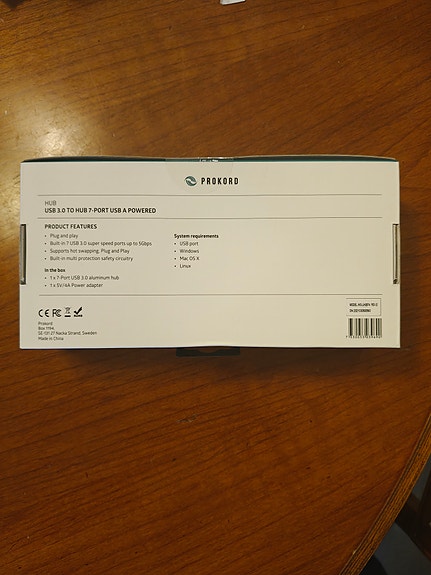 PROKORD
HUB
USB 3.0 TO HUB 7-PORT USB A POWERED
PRODUCT FEATURES
• Plug and play
• Built-in 7 USB 3.0 super speed ports up to 5Gbps
• Supports hot swapping, Plug and Play
• Built-in multi protection safety circuitry
In the box
• 1 x 7-Port USB 3.0 aluminum hub
• 1 x 5V/4A Power adapter
System requirements
• USB port
• Windows
• Mac OS X
• Linux
CE FC
Prokord
Box 1194
SE-131 27 Nacka Strand, Sweden
Made in China